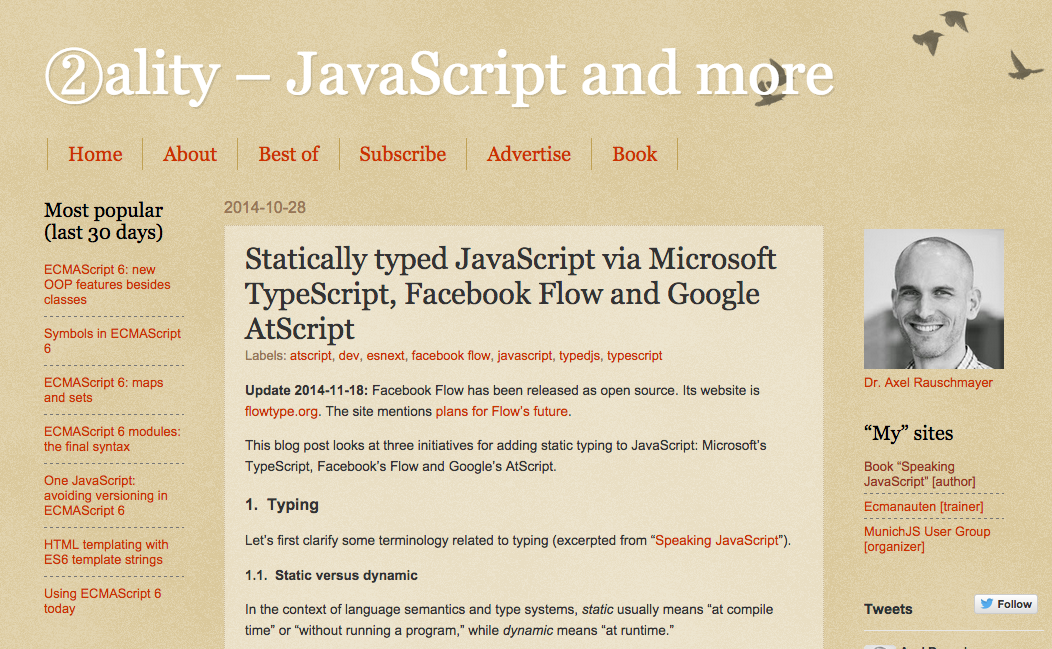 ②ality – JavaScript and more
Home
About
Best of
Subscribe
Advertise
Book
Most popular
(last 30 days)
ECMAScript 6: new
OOP features besides
classes
Symbols in ECMAScript
6
ECMAScript 6: maps
and sets
ECMAScript 6 modules:
the final syntax
One JavaScript:
avoiding versioning in
ECMAScript 6
HTML templating with
ES6 template strings
Using ECMAScript 6
today
2014-10-28
Statically typed JavaScript via Microsoft
TypeScript, Facebook Flow and Google
AtScript
Labels: atscript, dev, esnext, facebook flow, javascript, typedjs, typescript
Update 2014-11-18: Facebook Flow has been released as open source. Its website is
flowtype.org. The site mentions plans for Flow’s future.
This blog post looks at three initiatives for adding static typing to JavaScript: Microsoft’s
TypeScript, Facebook’s Flow and Google’s AtScript.
1. Typing
Let’s first clarify some terminology related to typing (excerpted from “Speaking JavaScript”).
1.1. Static versus dynamic
In the context of language semantics and type systems, static usually means “at compile
time” or “without running a program,” while dynamic means “at runtime.”
Dr. Axel Rauschmayer
“My” sites
Book “Speaking
JavaScript” [author]
Ecmanauten [trainer]
MunichJS User Group
[organizer]
Tweets
Follow